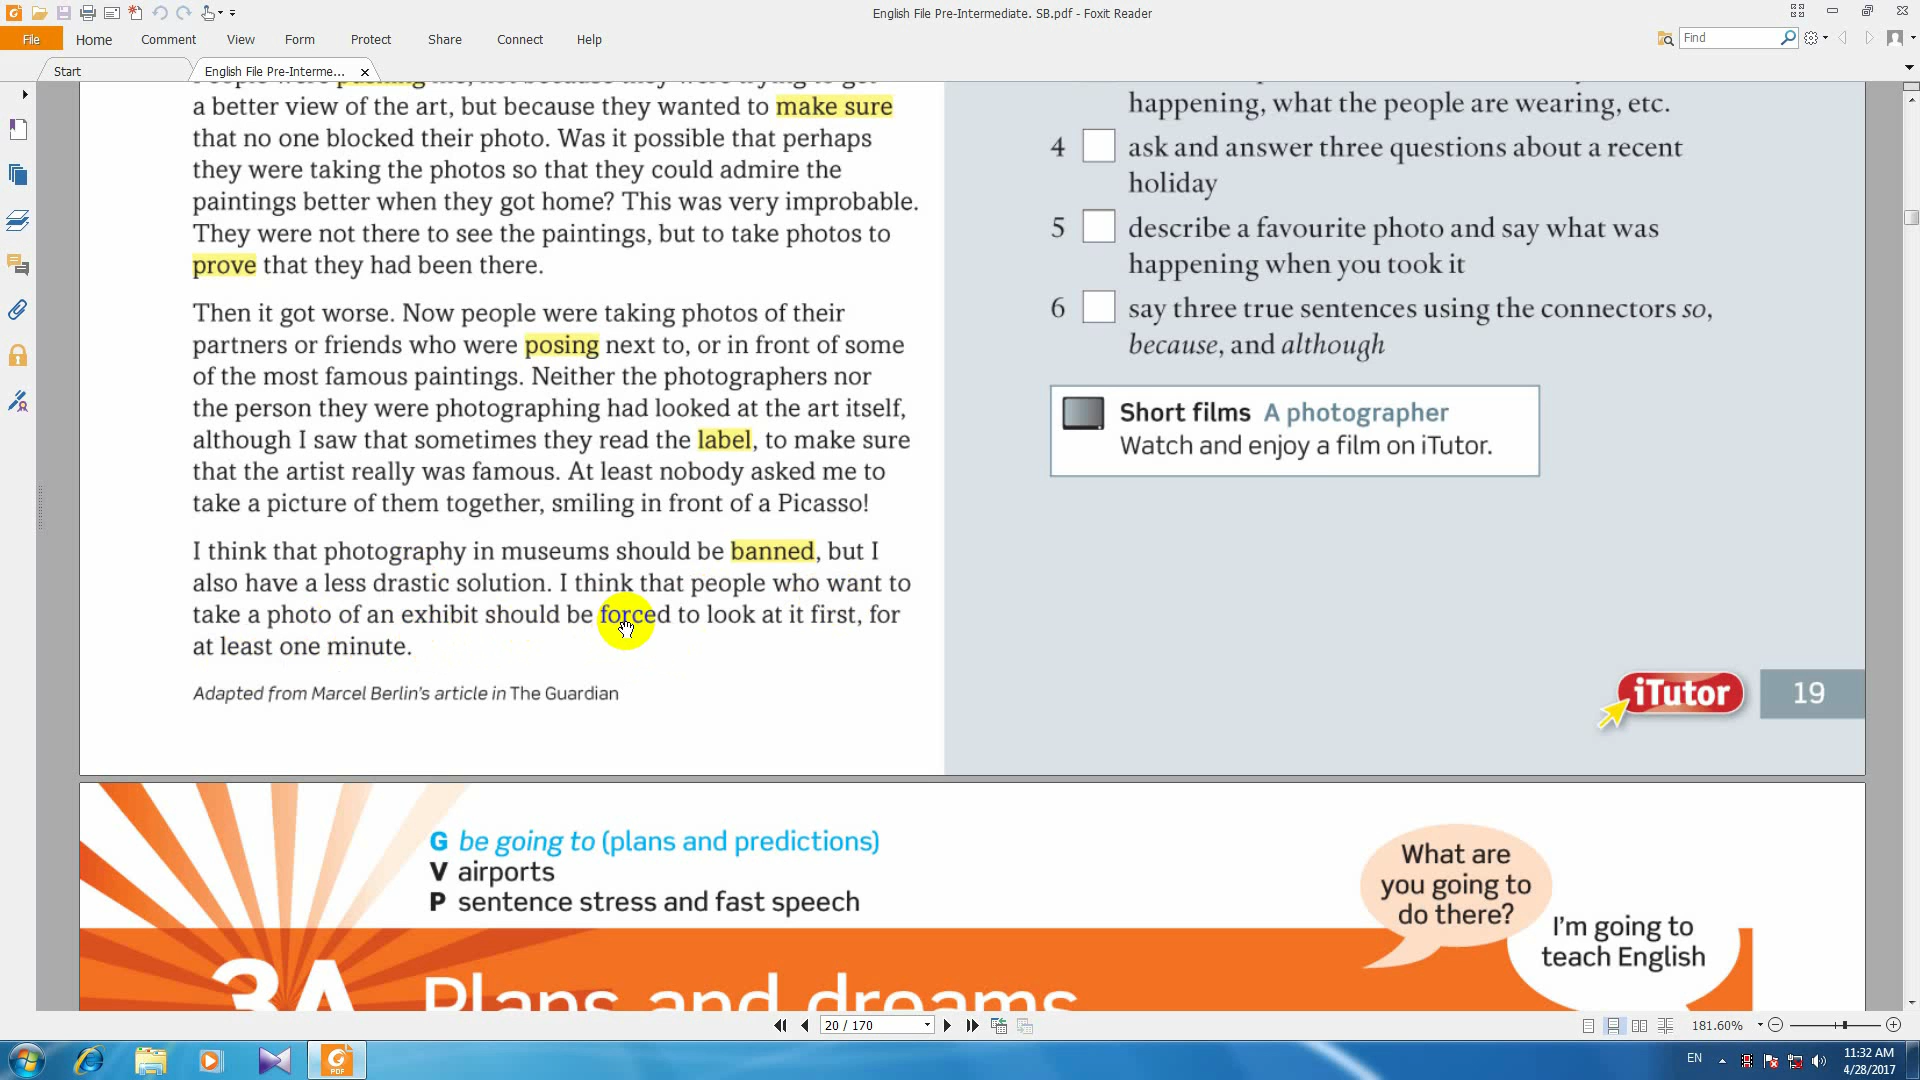 English File Pre-Intermediate. SB.pdf - Foxit Reader
File
Home
Comment
View
Form
Protect
Share
Connect
Help
Find
Start
English File Pre-Interme...
a better view of the art, but because they wanted to make sure
that no one blocked their photo. Was it possible that perhaps
they were taking the photos so that they could admire the
paintings better when they got home? This was very improbable.
They were not there to see the paintings, but to take photos to
prove that they had been there.
Then it got worse. Now people were taking photos of their
partners or friends who were posing next to, or in front of some
of the most famous paintings. Neither the photographers nor
the person they were photographing had looked at the art itself,
although I saw that sometimes they read the label, to make sure
that the artist really was famous. At least nobody asked me to
take a picture of them together, smiling in front of a Picasso!
I think that photography in museums should be banned, but I
also have a less drastic solution. I think that people who want to
take a photo of an exhibit should be forced to look at it first, for
at least one minute.
Adapted from Marcel Berlin's article in The Guardian
happening, what the people are wearing, etc.
4 ask and answer three questions about a recent
holiday
5 describe a favourite photo and say what was
happening when you took it
6 say three true sentences using the connectors so,
because, and although
Short films A photographer
Watch and enjoy a film on iTutor.
iTutor
19
G be going to (plans and predictions)
V airports
P sentence stress and fast speech
What are
you going to
do there?
I'm going to
teach English
3A Plans and dreams
20 / 170
181.60%
PDF
EN
11:32 AM
4/28/2017